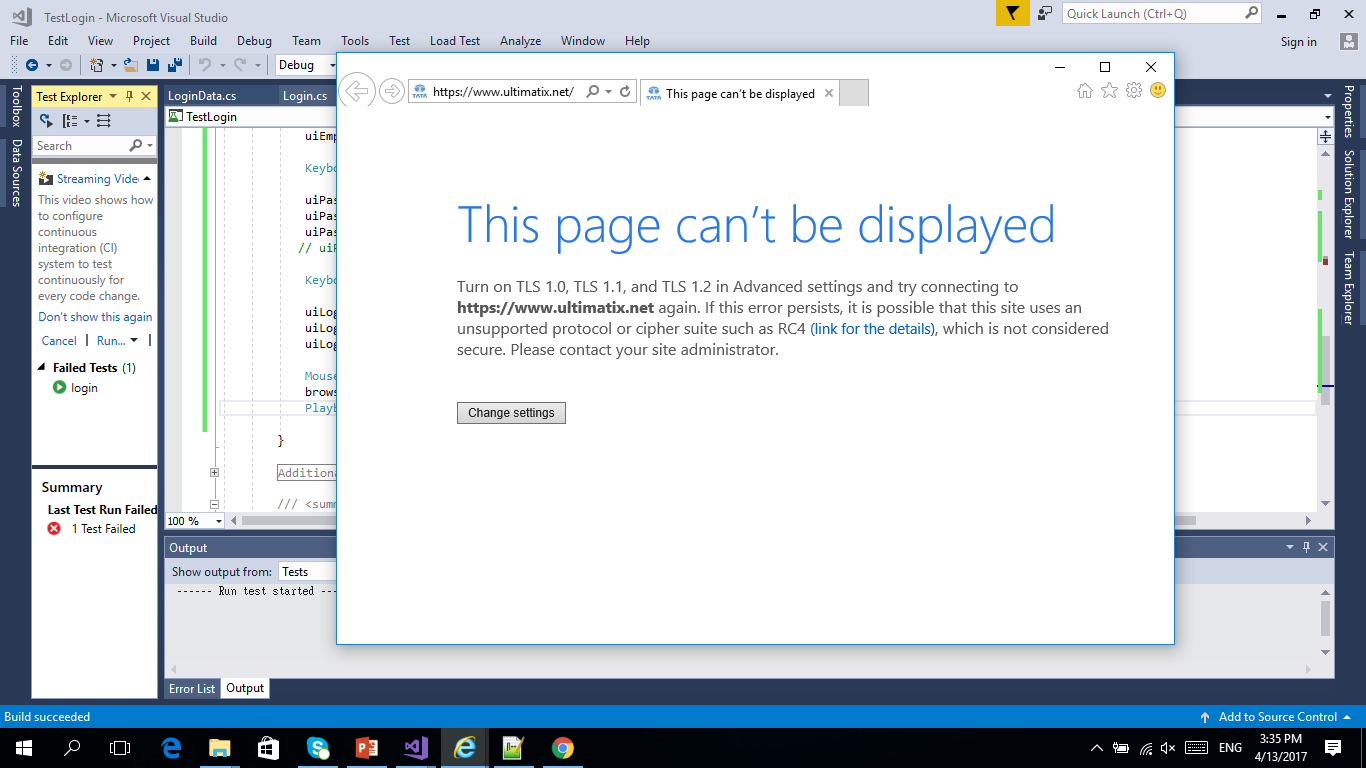 TestLogin - Microsoft Visual Studio
Quick Launch (Ctrl+Q)
File Edit View Project Build Debug Team Tools Test Load Test Analyze Window Help
Sign in
Debug
Toolbox
Data Sources
Test Explorer
Search
Streaming Vide
This video shows how
to configure
continuous
integration (CI)
system to test
continuously for
every code change.
Don't show this again
Cancel | Run... |
Failed Tests (1)
login
Summary
Last Test Run Failed
1 Test Failed
LoginData.cs Login.cs
TestLogin
uiEmp
Keybo
uiPas
uiPas
uiPas
// uiP
Keybo
uiLog
uiLog
uiLog
Mouse
brows
Playb
}
Additiona
/// <summ
100 %
https://www.ultimatix.net/
TATA
This page can't be displayed
This page can't be displayed
Turn on TLS 1.0, TLS 1.1, and TLS 1.2 in Advanced settings and try connecting to
https://www.ultimatix.net again. If this error persists, it is possible that this site uses an
unsupported protocol or cipher suite such as RC4 (link for the details), which is not considered
secure. Please contact your site administrator.
Change settings
Properties
Solution Explorer
Team Explorer
Output
Show output from: Tests
------ Run test started ---
Error List Output
Build succeeded
Add to Source Control
ENG
3:35 PM
4/13/2017